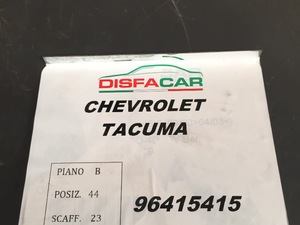 DISFACAR
CHEVROLET
TACUMA
PIANO B
POSIZ. 44
SCAFF. 23
96415415